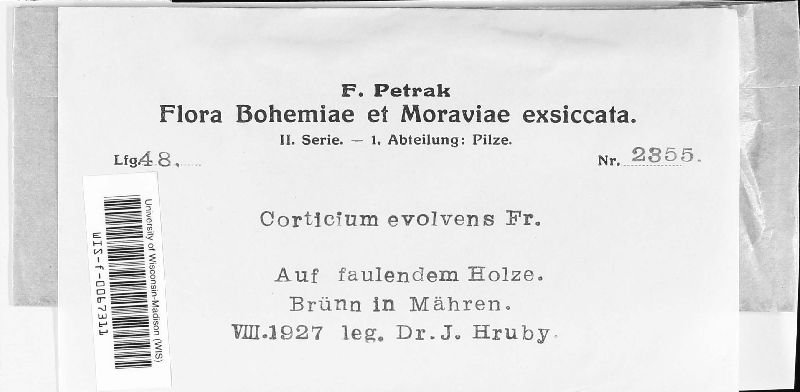 F. Petrak
Flora Bohemiae et Moraviae exsiccata.
II. Serie. — 1. Abteilung: Pilze.
Lfg. 48.
Nr. 2355.
Corticium evolvens Fr.
Auf faulendem Holze.
Brünn in Mähren.
VIII.1927 leg. Dr. J. Hruby.
University of Wisconsin-Madison (WIS)
WIS-f-0067311